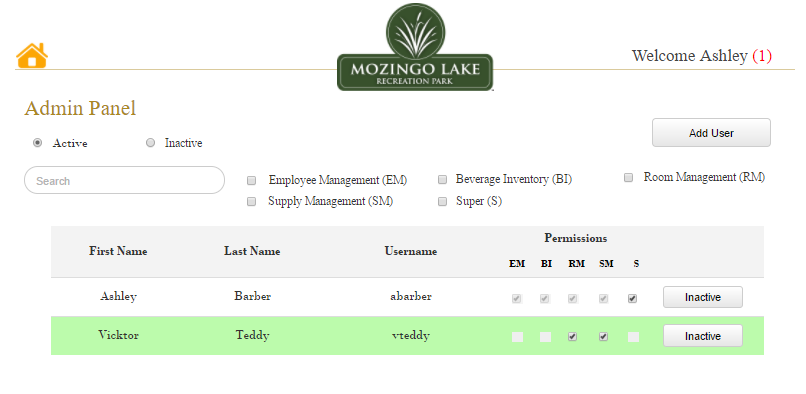 MOZINGO LAKE
RECREATION PARK
Welcome Ashley (1)
Admin Panel
Active Inactive
Add User
Search
Employee Management (EM) Beverage Inventory (BI) Room Management (RM)
Supply Management (SM) Super (S)
First Name Last Name Username Permissions
EM BI RM SM S
Ashley Barber abarber Inactive
Vicktor Teddy vteddy Inactive